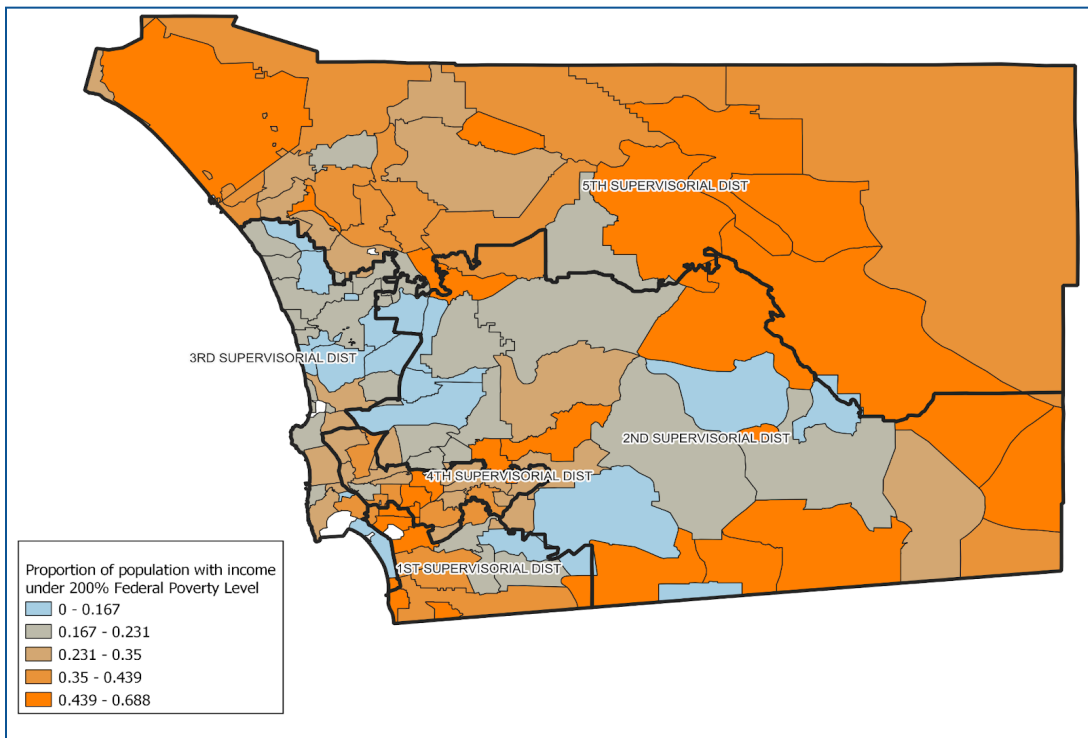 5TH SUPERVISORIAL DIST
3RD SUPERVISORIAL DIST
2ND SUPERVISORIAL DIST
4TH SUPERVISORIAL DIST
1ST SUPERVISORIAL DIST
Proportion of population with income
under 200% Federal Poverty Level
0 - 0.167
0.167 - 0.231
0.231 - 0.35
0.35 - 0.439
0.439 - 0.688